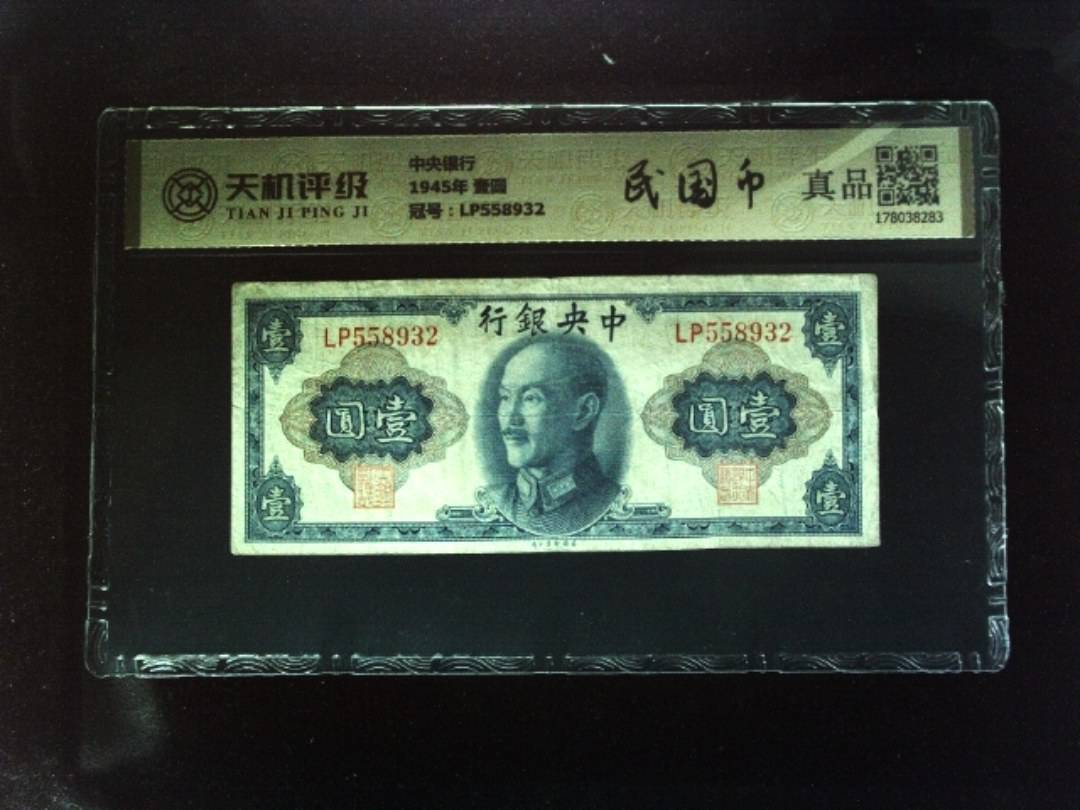 天机评级
TIAN JI PING JI
中央银行
1945年 壹圆
冠号：LP558932
民国币
真品
178038283
行銀央中
LP558932
LP558932
壹
壹
圓壹
圓壹
壹
壹